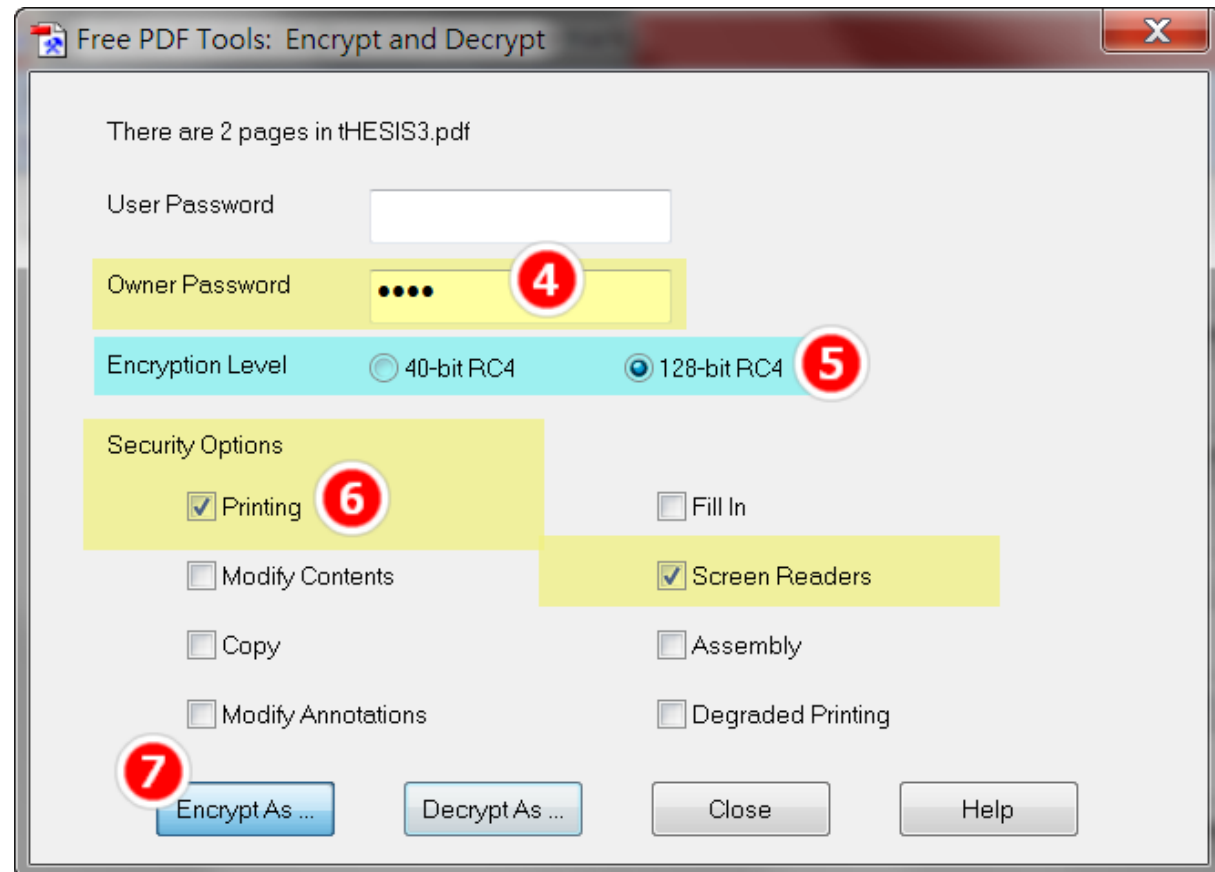 Free PDF Tools: Encrypt and Decrypt
X
There are 2 pages in tHESIS3.pdf
User Password
Owner Password ●●●● 4
Encryption Level 40-bit RC4 128-bit RC4 5
Security Options
Printing 6 Fill In
Modify Contents Screen Readers
Copy Assembly
Modify Annotations Degraded Printing
7
Encrypt As ... Decrypt As ... Close Help